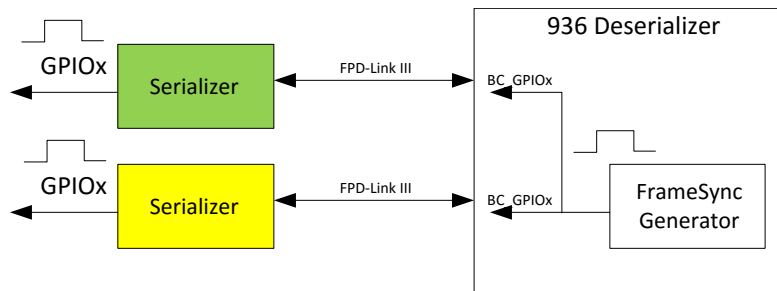 936 Deserializer
GPIOx
Serializer
FPD-Link III
BC_GPIOx
GPIOx
Serializer
FPD-Link III
BC_GPIOx
FrameSync
Generator